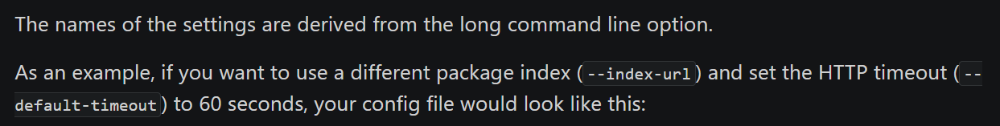 The names of the settings are derived from the long command line option.
As an example, if you want to use a different package index (--index-url) and set the HTTP timeout (--
default-timeout) to 60 seconds, your config file would look like this: